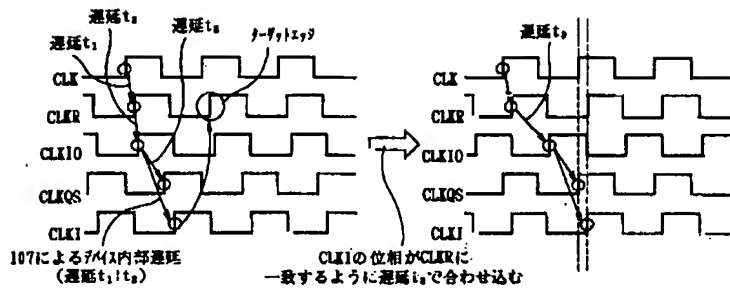 遅延t₁
遅延t₂
遅延t₂
ターゲットエッジ
CLK
CLKR
CLKIO
CLKQS
CLKI
107によるデバイス内部遅延
(遅延t₁+t₂)
遅延t₃
CLK
CLKR
CLKIO
CLKQS
CLKI
CLKIの位相がCLKRに
一致するように遅延t₃で合わせ込む